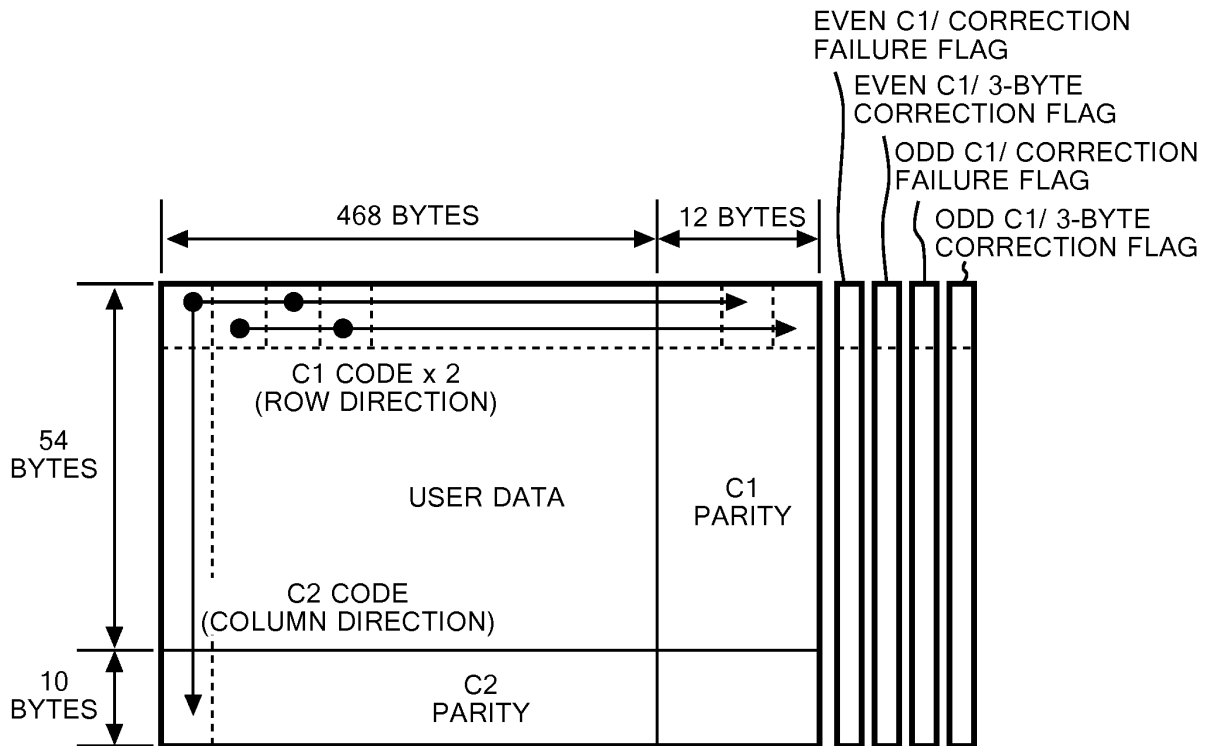 EVEN C1/ CORRECTION
FAILURE FLAG
EVEN C1/ 3-BYTE
CORRECTION FLAG
ODD C1/ CORRECTION
FAILURE FLAG
ODD C1/ 3-BYTE
CORRECTION FLAG
468 BYTES
12 BYTES
C1 CODE x 2
(ROW DIRECTION)
54
BYTES
USER DATA
C1
PARITY
C2 CODE
(COLUMN DIRECTION)
10
BYTES
C2
PARITY